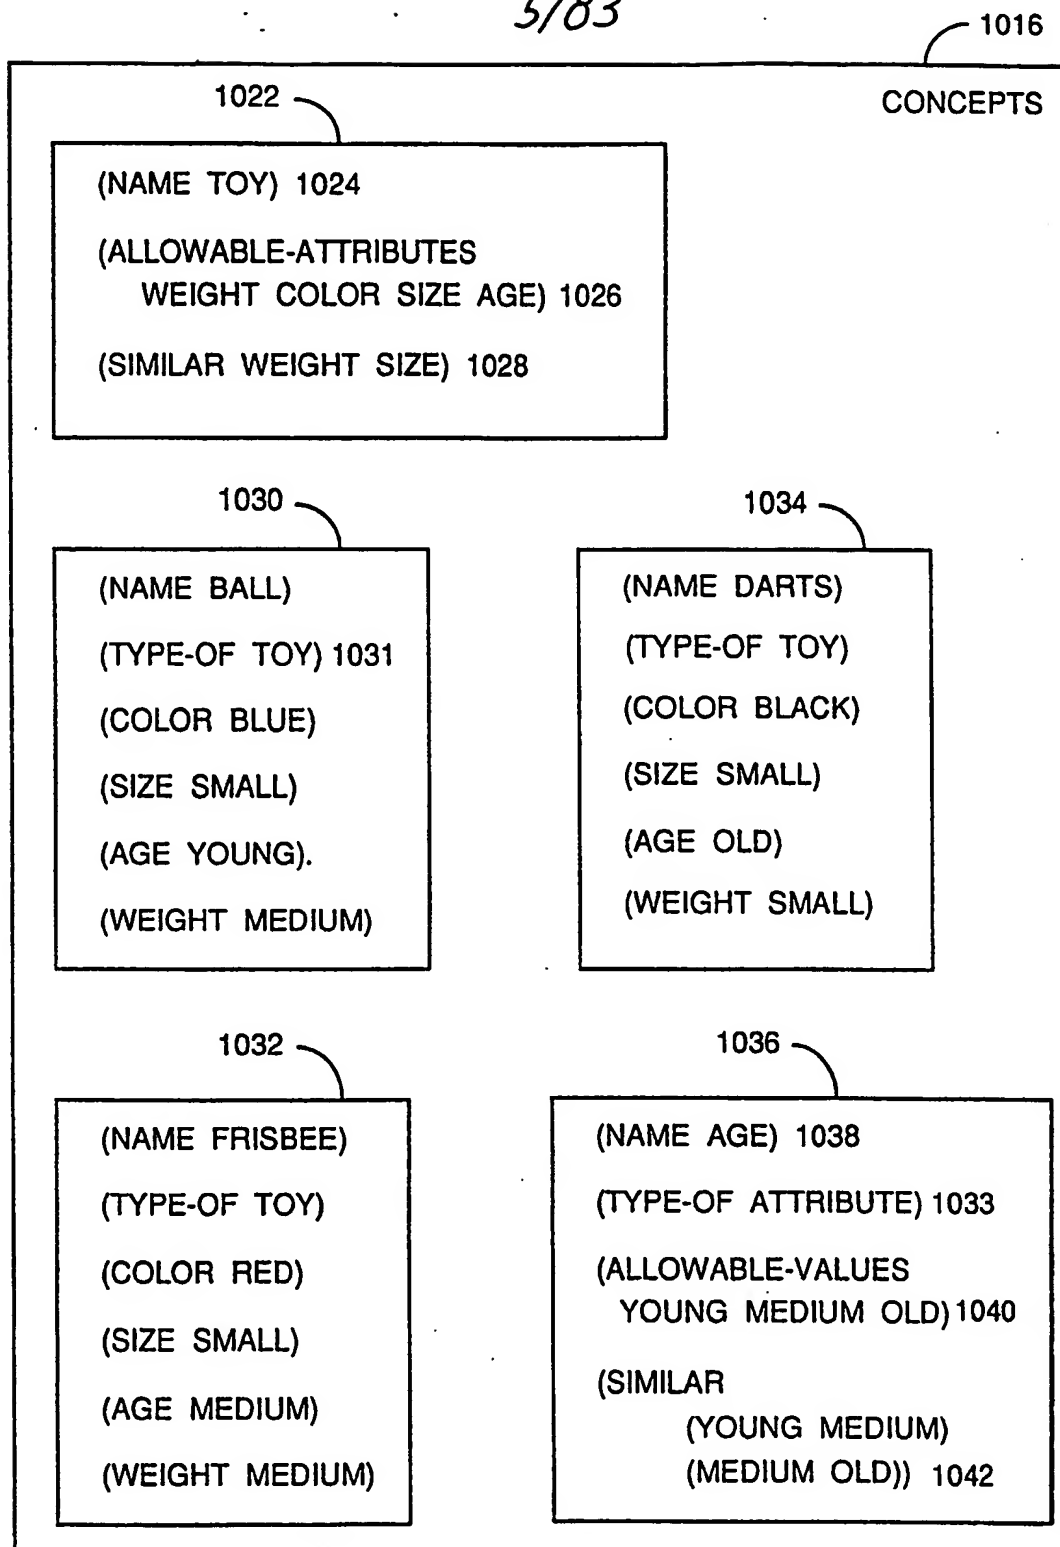 5/83
1016
CONCEPTS
1022
(NAME TOY) 1024
(ALLOWABLE-ATTRIBUTES
WEIGHT COLOR SIZE AGE) 1026
(SIMILAR WEIGHT SIZE) 1028
1030
(NAME BALL)
(TYPE-OF TOY) 1031
(COLOR BLUE)
(SIZE SMALL)
(AGE YOUNG).
(WEIGHT MEDIUM)
1034
(NAME DARTS)
(TYPE-OF TOY)
(COLOR BLACK)
(SIZE SMALL)
(AGE OLD)
(WEIGHT SMALL)
1032
(NAME FRISBEE)
(TYPE-OF TOY)
(COLOR RED)
(SIZE SMALL)
(AGE MEDIUM)
(WEIGHT MEDIUM)
1036
(NAME AGE) 1038
(TYPE-OF ATTRIBUTE) 1033
(ALLOWABLE-VALUES
YOUNG MEDIUM OLD) 1040
(SIMILAR
(YOUNG MEDIUM)
(MEDIUM OLD)) 1042